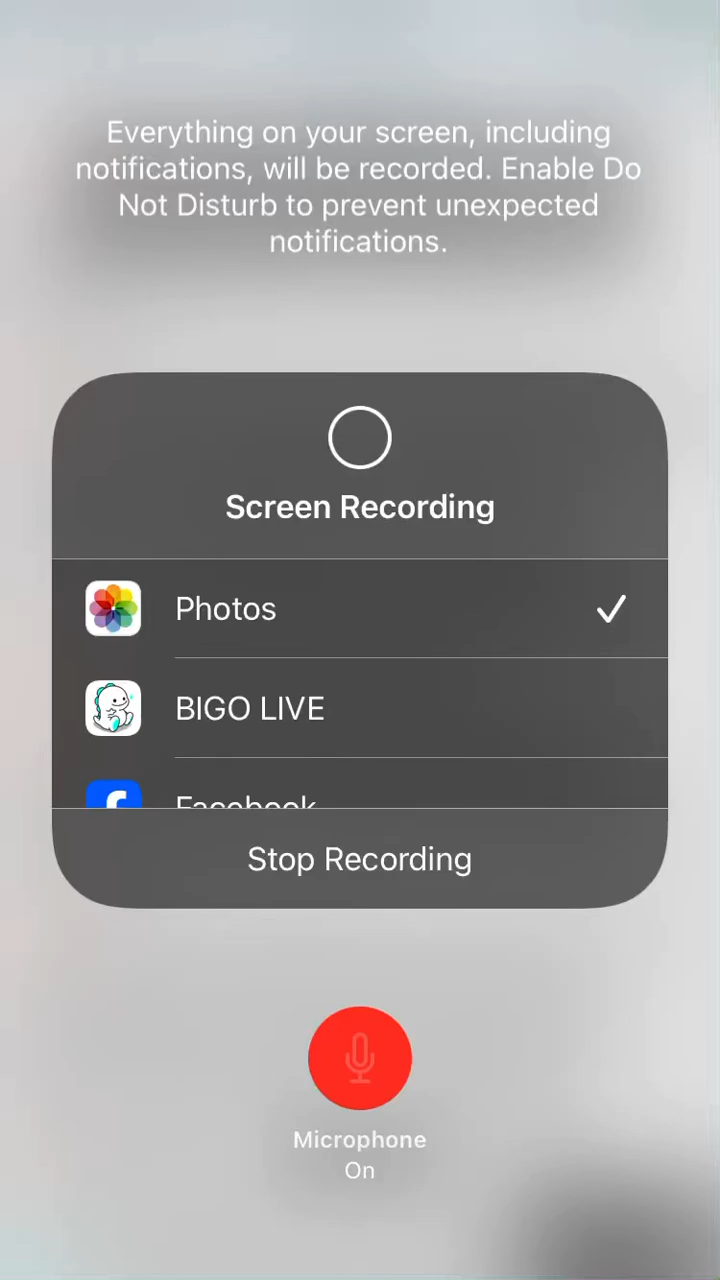 Everything on your screen, including
notifications, will be recorded. Enable Do
Not Disturb to prevent unexpected
notifications.
Screen Recording
Photos
BIGO LIVE
Facebook
Stop Recording
Microphone
On